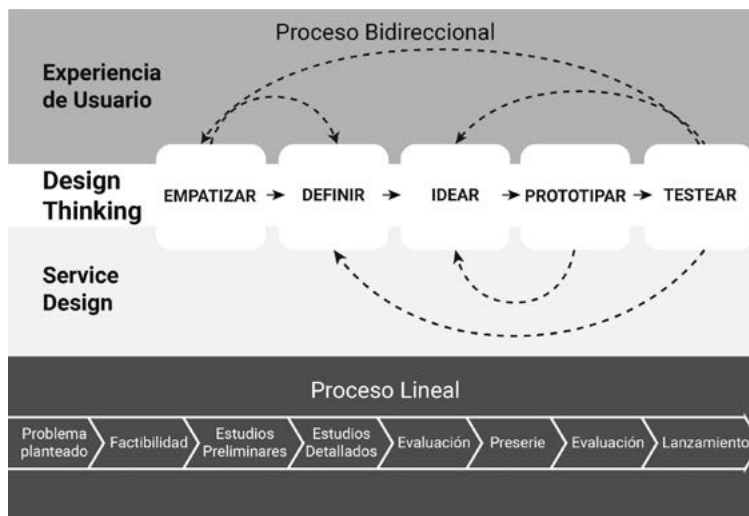 Proceso Bidireccional
Experiencia
de Usuario
Design
Thinking
EMPATIZAR
DEFINIR
IDEAR
PROTOTIPAR
TESTEAR
Service
Design
Proceso Lineal
Problema
planteado
Factibilidad
Estudios
Preliminares
Estudios
Detallados
Evaluación
Preserie
Evaluación
Lanzamiento